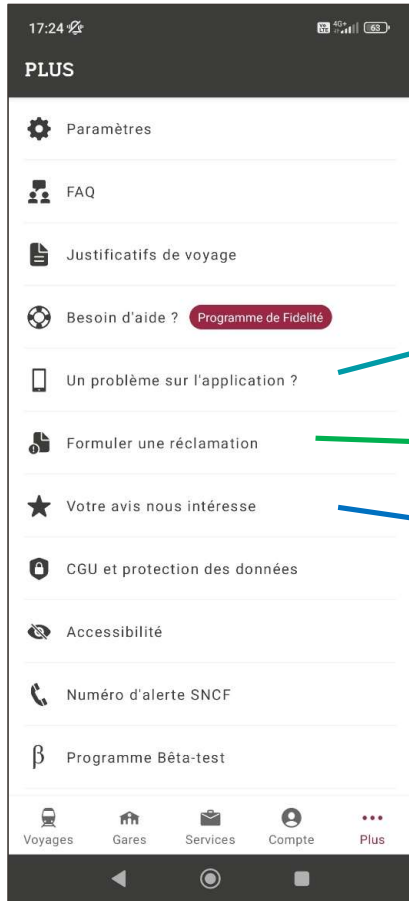 17:24
4G+ 63
PLUS
Paramètres
FAQ
Justificatifs de voyage
Besoin d'aide ? Programme de Fidelité
Un problème sur l'application ?
Formuler une réclamation
Votre avis nous intéresse
CGU et protection des données
Accessibilité
Numéro d'alerte SNCF
β Programme Bêta-test
Voyages Gares Services Compte Plus